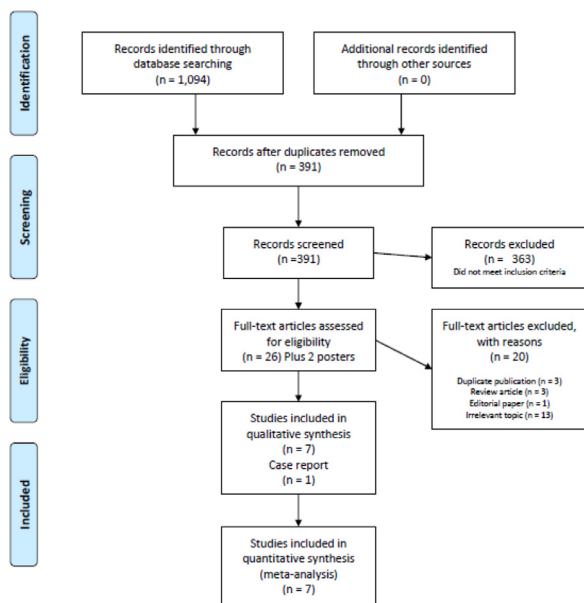 Identification
Records identified through
database searching
(n = 1,094)
Additional records identified
through other sources
(n = 0)
Records after duplicates removed
(n = 391)
Screening
Records screened
(n =391)
Records excluded
(n = 363)
Did not meet inclusion criteria
Eligibility
Full-text articles assessed
for eligibility
(n = 26) Plus 2 posters
Full-text articles excluded,
with reasons
(n = 20)
Duplicate publication (n = 3)
Review article (n = 3)
Editorial paper (n = 1)
Irrelevant topic (n = 13)
Studies included in
qualitative synthesis
(n = 7)
Case report
(n = 1)
Included
Studies included in
quantitative synthesis
(meta-analysis)
(n = 7)